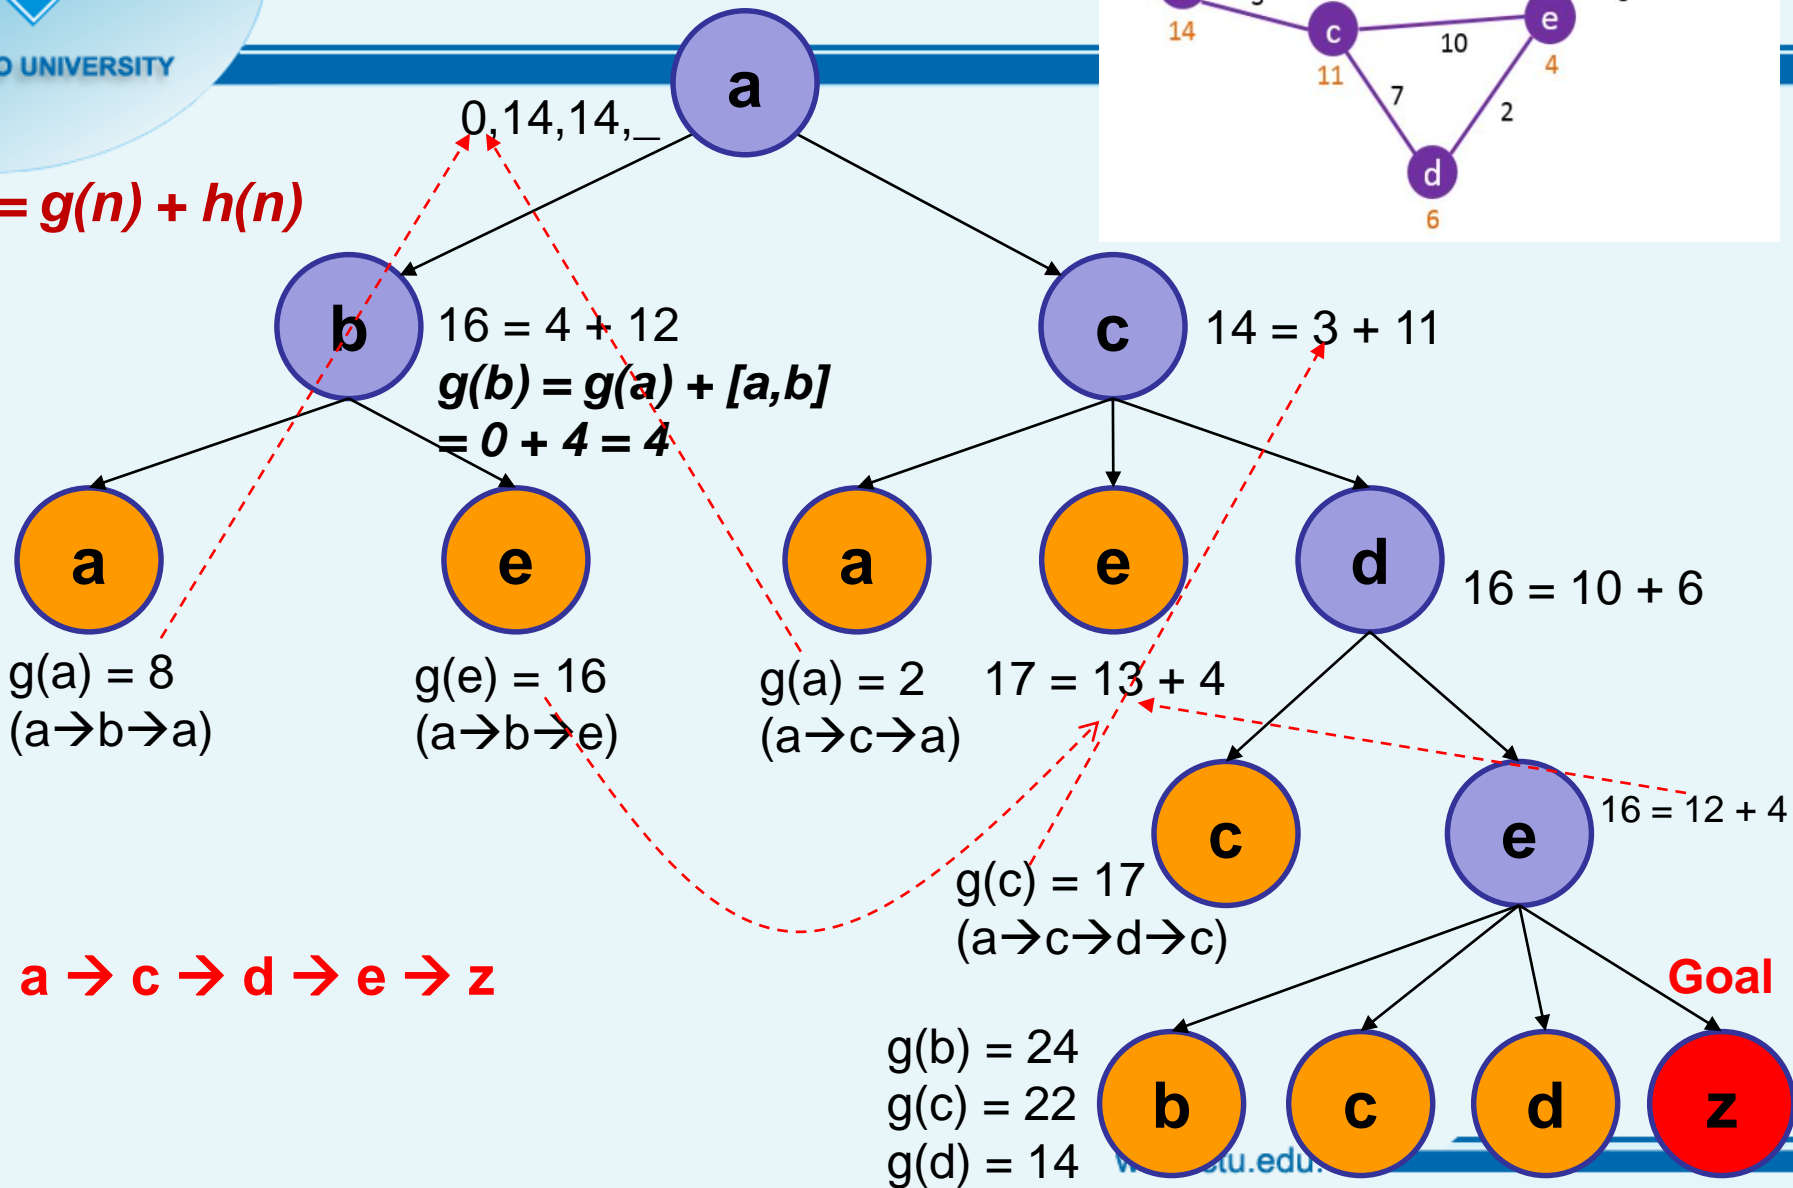 UNIVERSITY
a
0,14,14,_
14
c
11
10
e
4
7
2
d
6
= g(n) + h(n)
b
16 = 4 + 12
g(b) = g(a) + [a,b]
= 0 + 4 = 4
c
14 = 3 + 11
a
e
a
e
d
16 = 10 + 6
g(a) = 8
(a→b→a)
g(e) = 16
(a→b→e)
g(a) = 2
(a→c→a)
17 = 13 + 4
c
e
16 = 12 + 4
g(c) = 17
(a→c→d→c)
a → c → d → e → z
Goal
g(b) = 24
g(c) = 22
g(d) = 14
b
c
d
z